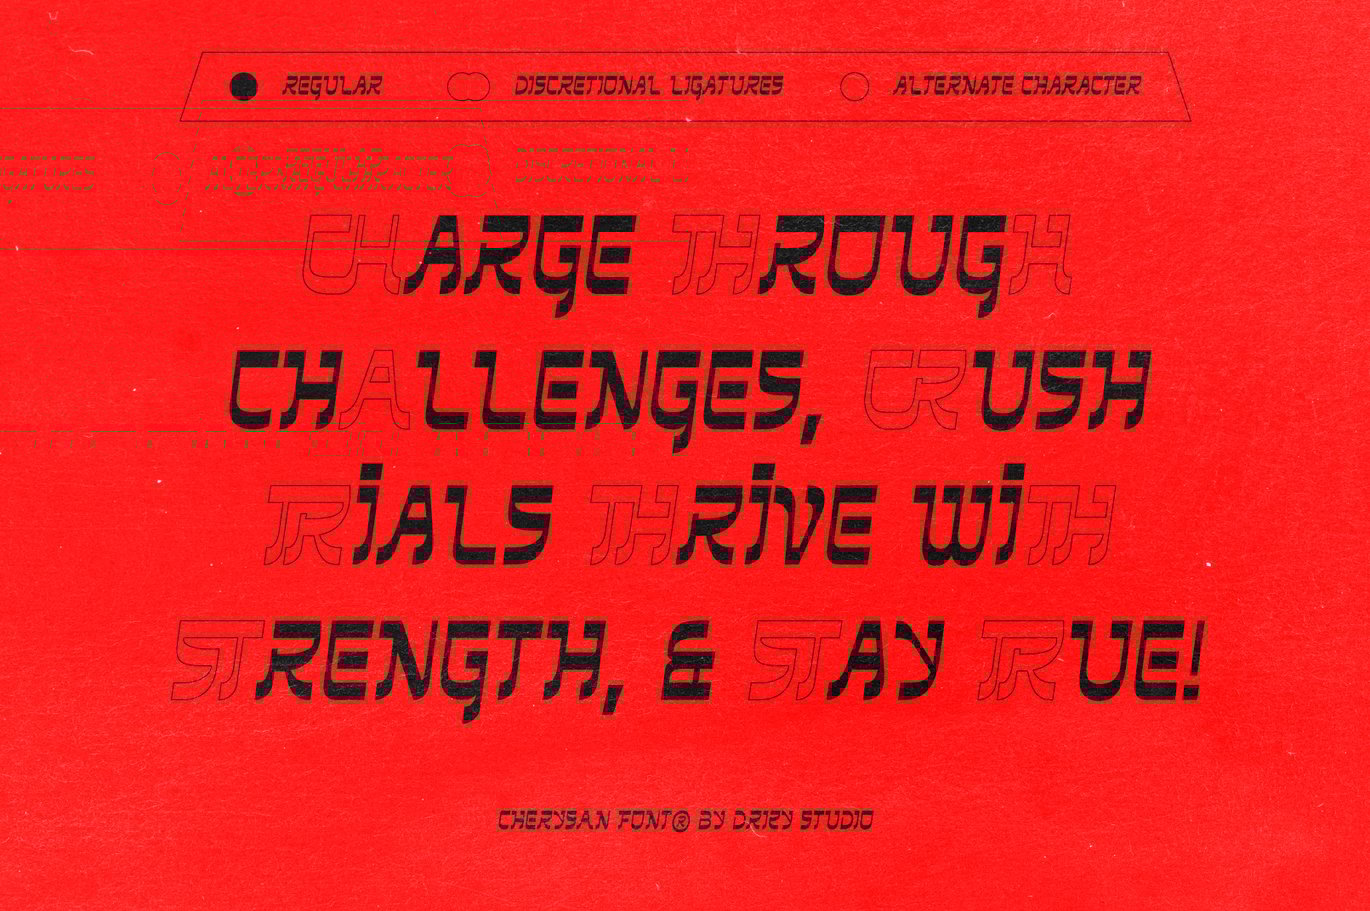 REGULAR DISCRETIONAL LIGATURES ALTERNATE CHARACTER
CHARGE THROUGH
CHALLENGES, CRUSH
TRiALS THRiVE WiTH
STRENGTH, & STAY TRUE!
CHERYSAN FONT® BY DRIZY STUDIO